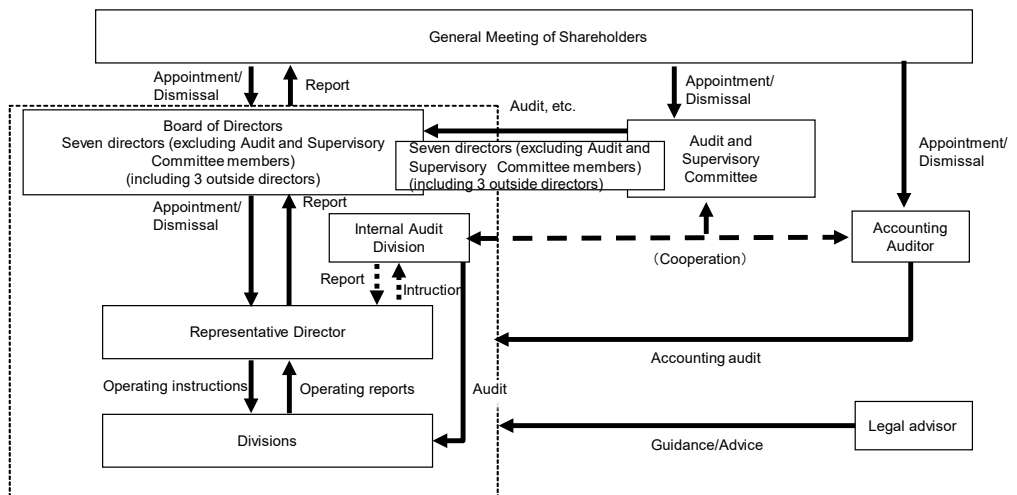 General Meeting of Shareholders
Appointment/
Dismissal
Report
Appointment/
Dismissal
Audit, etc.
Appointment/
Dismissal
Board of Directors
Seven directors (excluding Audit and Supervisory
Committee members)
(including 3 outside directors)
Seven directors (excluding Audit and
Supervisory Committee members)
(including 3 outside directors)
Audit and
Supervisory
Committee
Appointment/
Dismissal
Report
Internal Audit
Division
Accounting
Auditor
(Cooperation)
Report
Intruction
Representative Director
Accounting audit
Operating instructions
Operating reports
Audit
Divisions
Legal advisor
Guidance/Advice